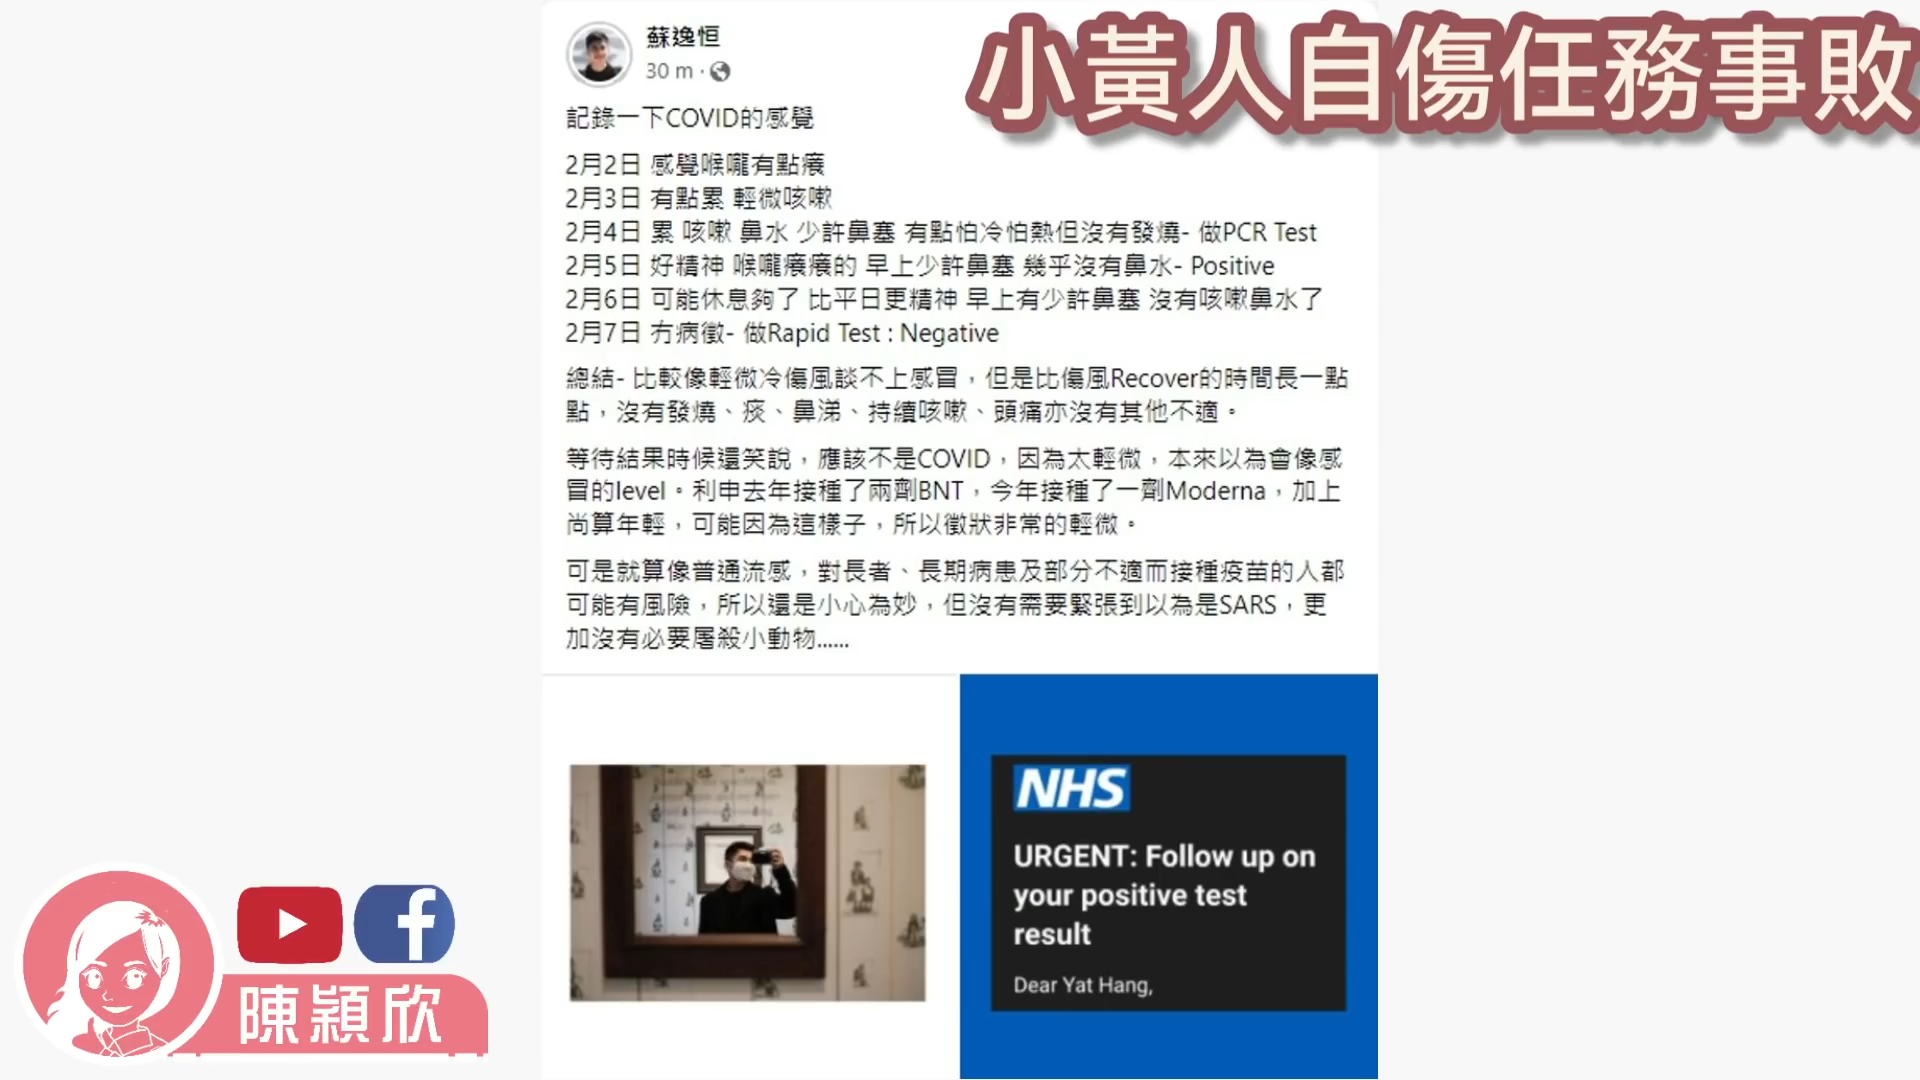 小黃人自傷任務事敗
蘇逸恒
30 m ·
記錄一下COVID的感覺
2月2日 感覺喉嚨有點癢
2月3日 有點累 輕微咳嗽
2月4日 累 咳嗽 鼻水 少許鼻塞 有點怕冷怕熱但沒有發燒- 做PCR Test
2月5日 好精神 喉嚨癢癢的 早上少許鼻塞 幾乎沒有鼻水- Positive
2月6日 可能休息夠了 比平日更精神 早上有少許鼻塞 沒有咳嗽鼻水了
2月7日 冇病徵- 做Rapid Test : Negative
總結- 比較像輕微冷傷風談不上感冒，但是比傷風Recover的時間長一點
點，沒有發燒、痰、鼻涕、持續咳嗽、頭痛亦沒有其他不適。
等待結果時候還笑說，應該不是COVID，因為太輕微，本來以為會像感
冒的level。利申去年接種了兩劑BNT，今年接種了一劑Moderna，加上
尚算年輕，可能因為這樣子，所以徵狀非常的輕微。
可是就算像普通流感，對長者、長期病患及部分不適而接種疫苗的人都
可能有風險，所以還是小心為妙，但沒有需要緊張到以為是SARS，更
加沒有必要屠殺小動物......
NHS
URGENT: Follow up on
your positive test
result
Dear Yat Hang,
陳穎欣